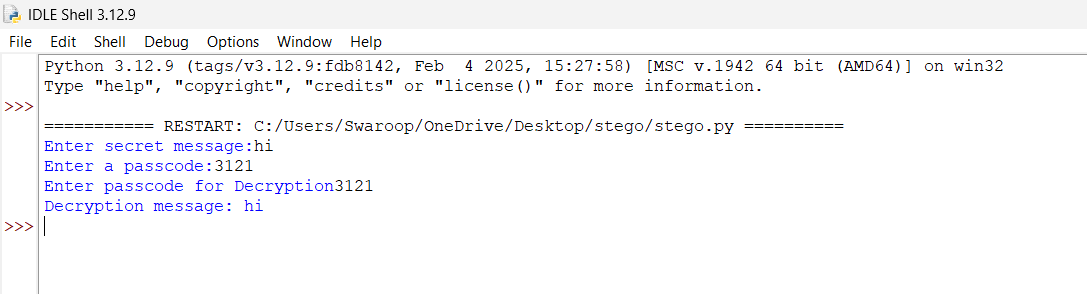 IDLE Shell 3.12.9
File Edit Shell Debug Options Window Help
Python 3.12.9 (tags/v3.12.9:fdb8142, Feb  4 2025, 15:27:58) [MSC v.1942 64 bit (AMD64)] on win32
Type "help", "copyright", "credits" or "license()" for more information.
>>>
=========== RESTART: C:/Users/Swaroop/OneDrive/Desktop/stego/stego.py ==========
Enter secret message:hi
Enter a passcode:3121
Enter passcode for Decryption3121
Decryption message: hi
>>>